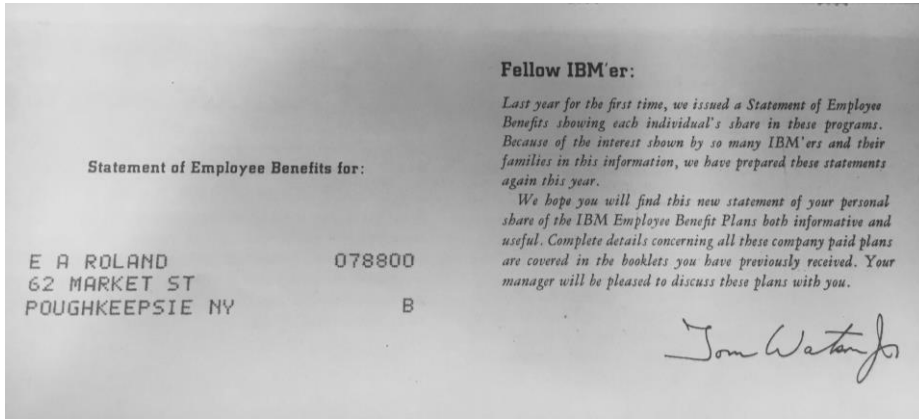 Statement of Employee Benefits for:
E A ROLAND 078800
62 MARKET ST
POUGHKEEPSIE NY B
Fellow IBM'er:
Last year for the first time, we issued a Statement of Employee
Benefits showing each individual's share in these programs.
Because of the interest shown by so many IBM'ers and their
families in this information, we have prepared these statements
again this year.
We hope you will find this new statement of your personal
share of the IBM Employee Benefit Plans both informative and
useful. Complete details concerning all these company paid plans
are covered in the booklets you have previously received. Your
manager will be pleased to discuss these plans with you.
Tom Watson Jr